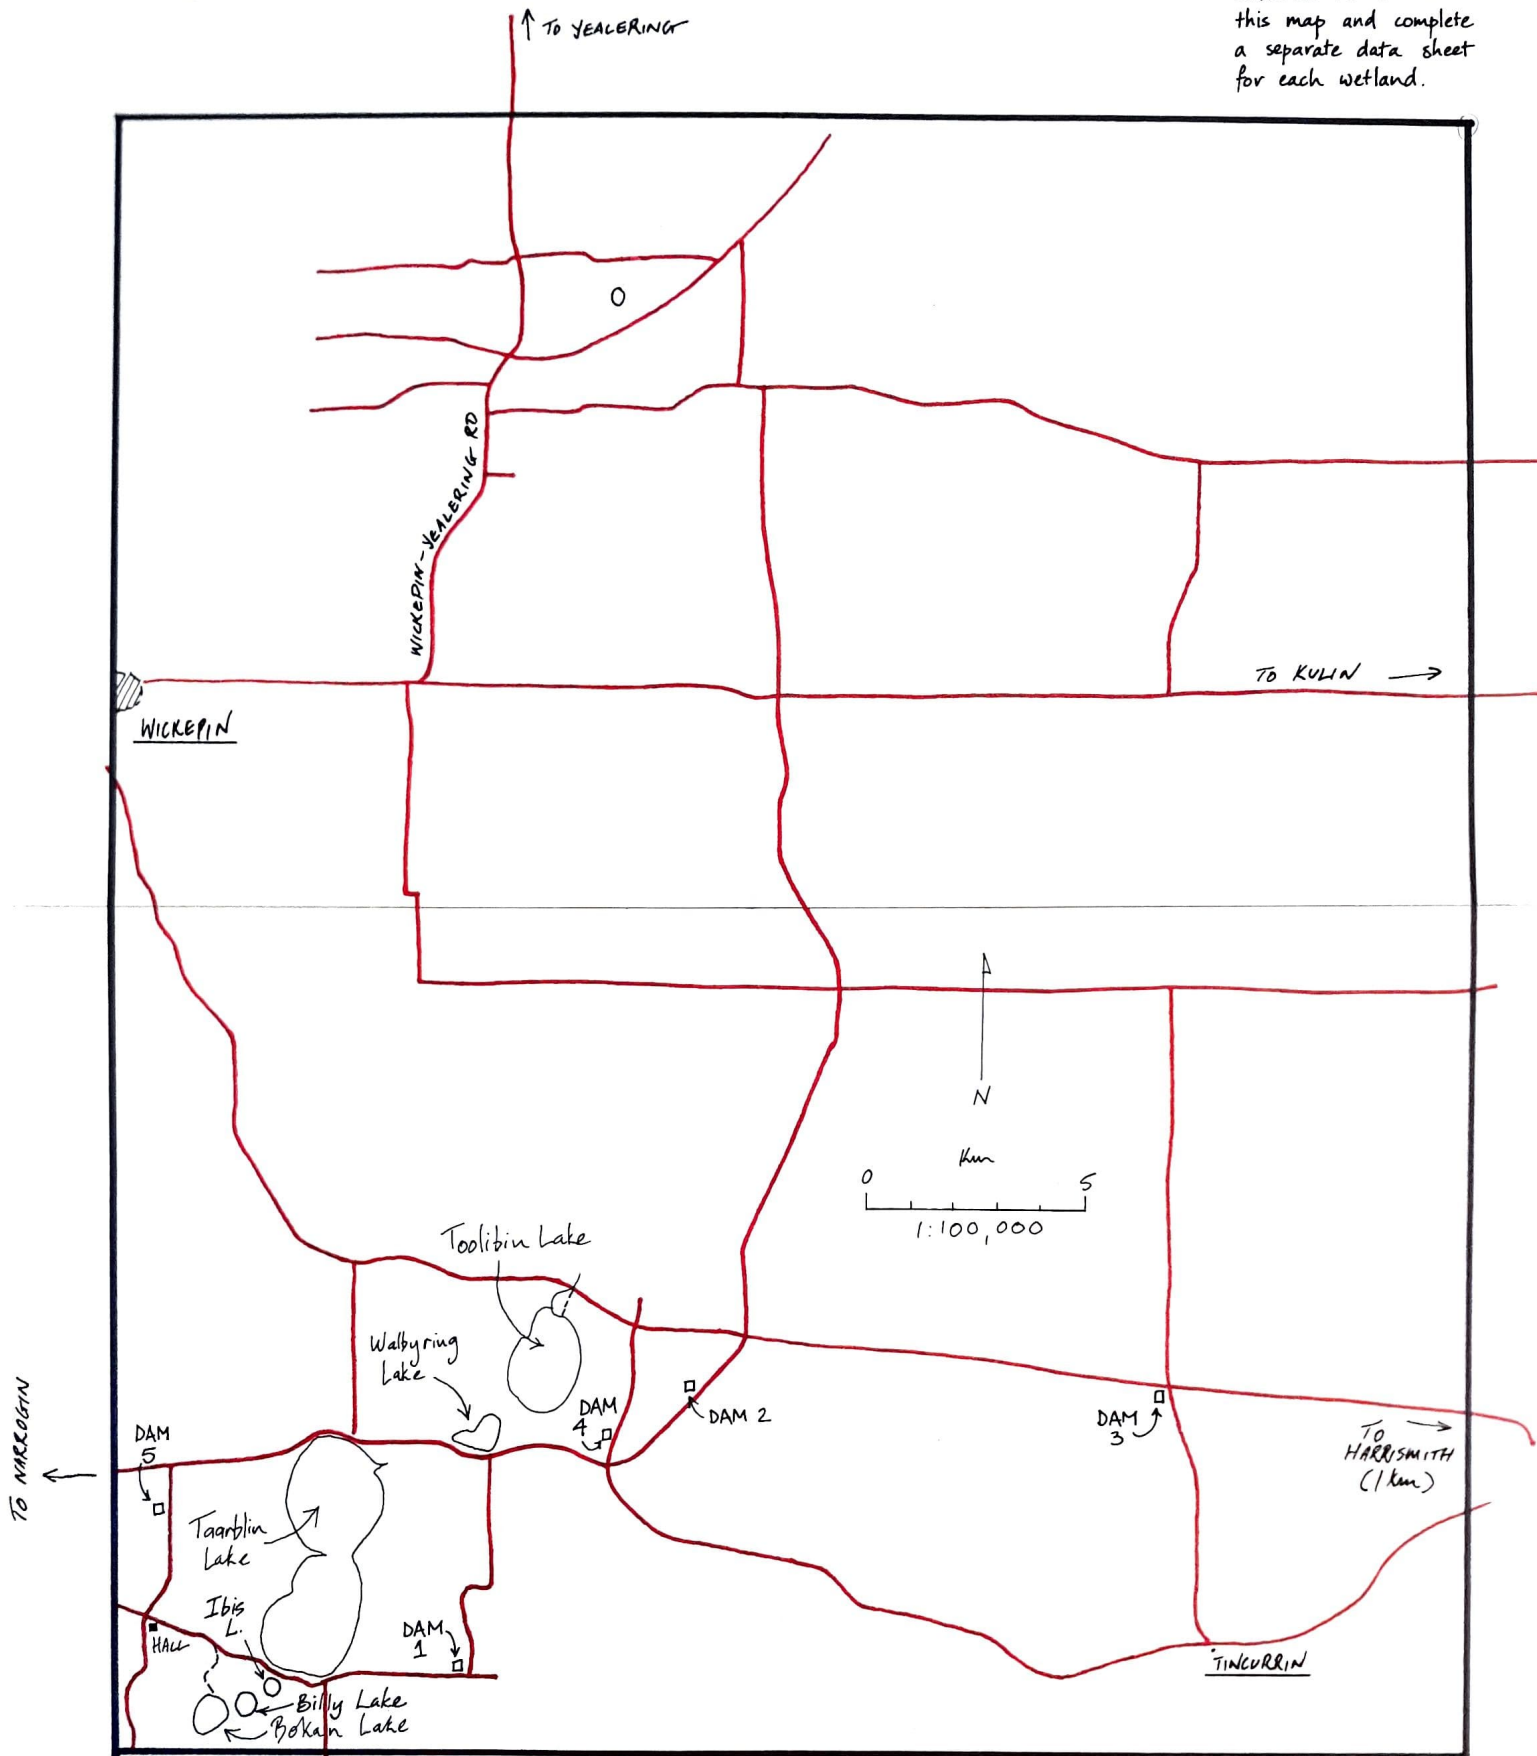 ↑ TO YEALERING
this map and complete
a separate data sheet
for each wetland.
WICKEPIN-YEALERING RD
TO KULIN →
WICKEPIN
N
Km
0 5
1:100,000
Toolibin Lake
Walbyring
Lake
DAM
4
DAM 2
DAM
3
TO
HARRISMITH
(1 km)
TO NARROGIN
DAM
5
Taarblin
Lake
Ibis
L.
HALL
DAM
1
TINCURRIN
Billy Lake
Bokan Lake